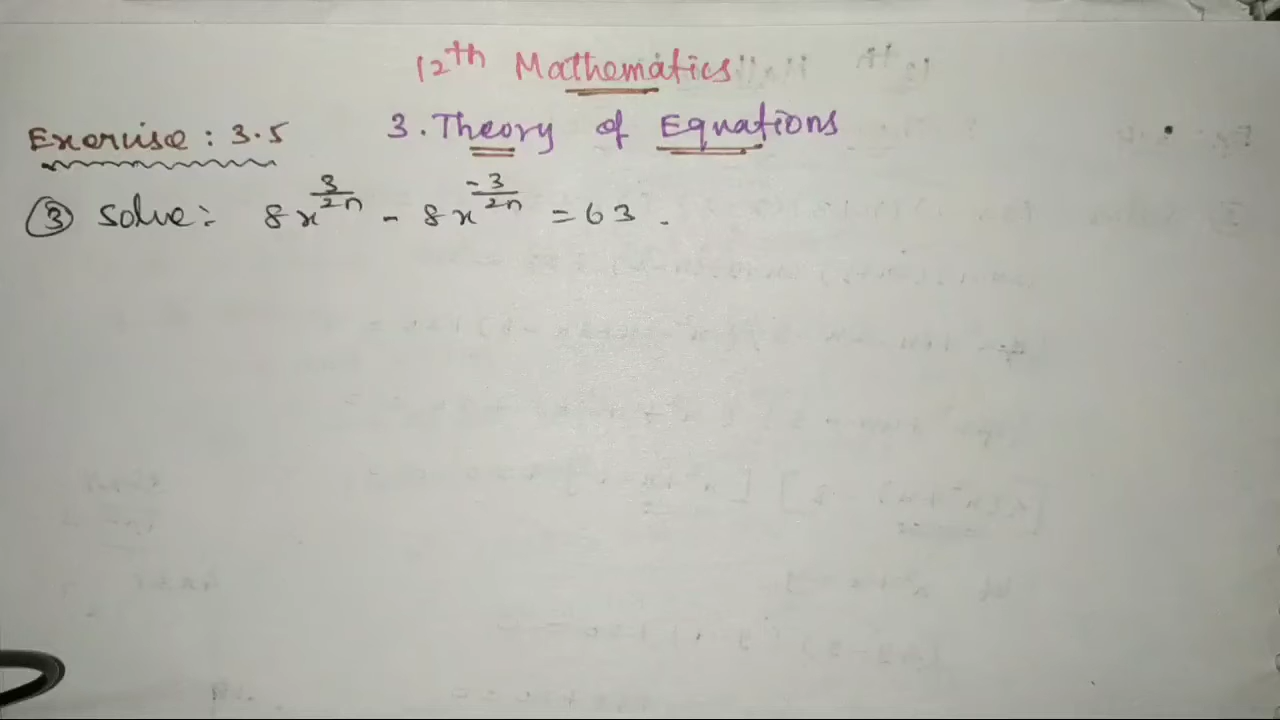 12th Mathematics
Exercise : 3.5 3. Theory of Equations
③ Solve:- 8x^{3/2n} - 8x^{-3/2n} = 63.